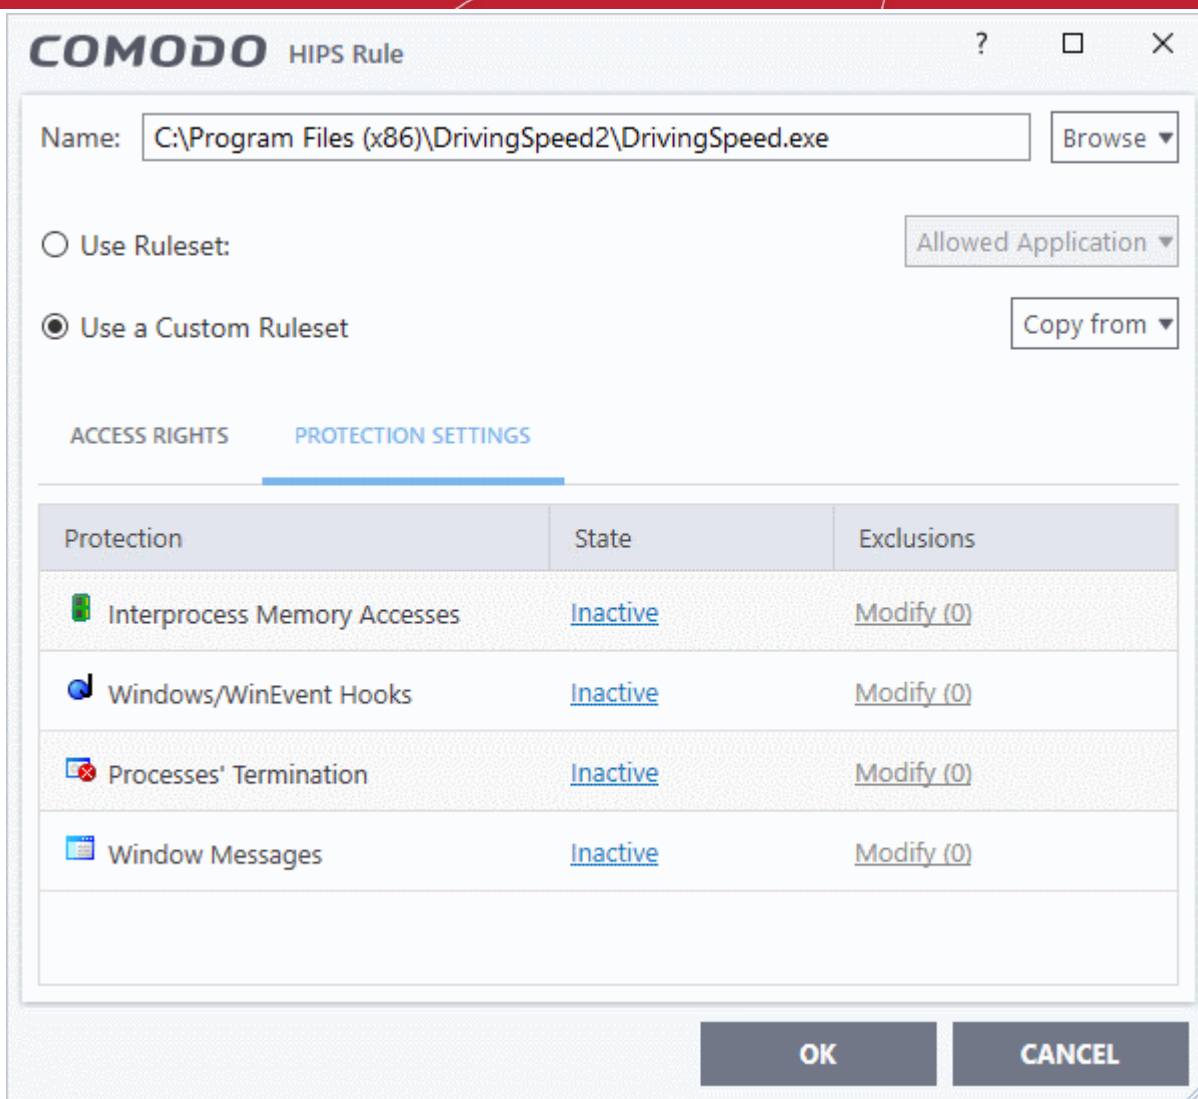 COMODO HIPS Rule ?
Name: C:\Program Files (x86)\DrivingSpeed2\DrivingSpeed.exe Browse
Use Ruleset: Allowed Application
Use a Custom Ruleset Copy from
ACCESS RIGHTS PROTECTION SETTINGS
Protection State Exclusions
Interprocess Memory Accesses Inactive Modify (0)
Windows/WinEvent Hooks Inactive Modify (0)
Processes' Termination Inactive Modify (0)
Window Messages Inactive Modify (0)
OK CANCEL